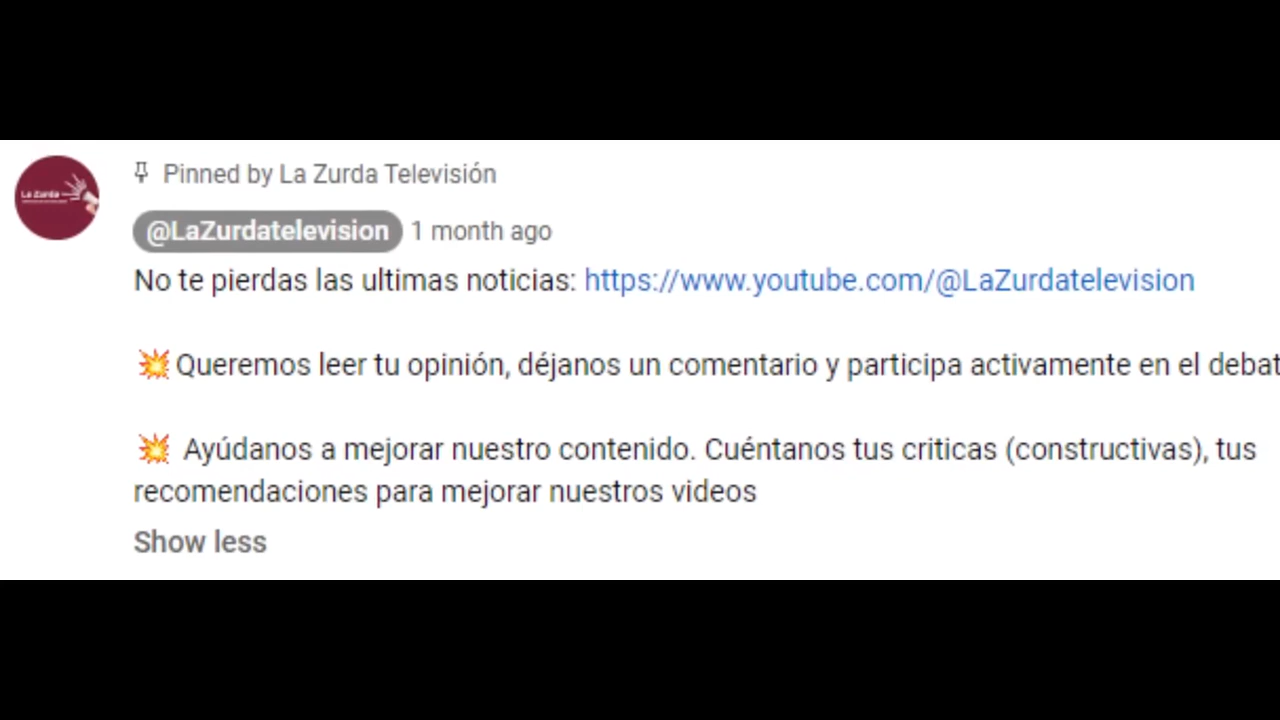 La Zurda
Pinned by La Zurda Televisión
@LaZurdatelevision 1 month ago
No te pierdas las ultimas noticias: https://www.youtube.com/@LaZurdatelevision
💥Queremos leer tu opinión, déjanos un comentario y participa activamente en el debat
💥 Ayúdanos a mejorar nuestro contenido. Cuéntanos tus criticas (constructivas), tus
recomendaciones para mejorar nuestros videos
Show less